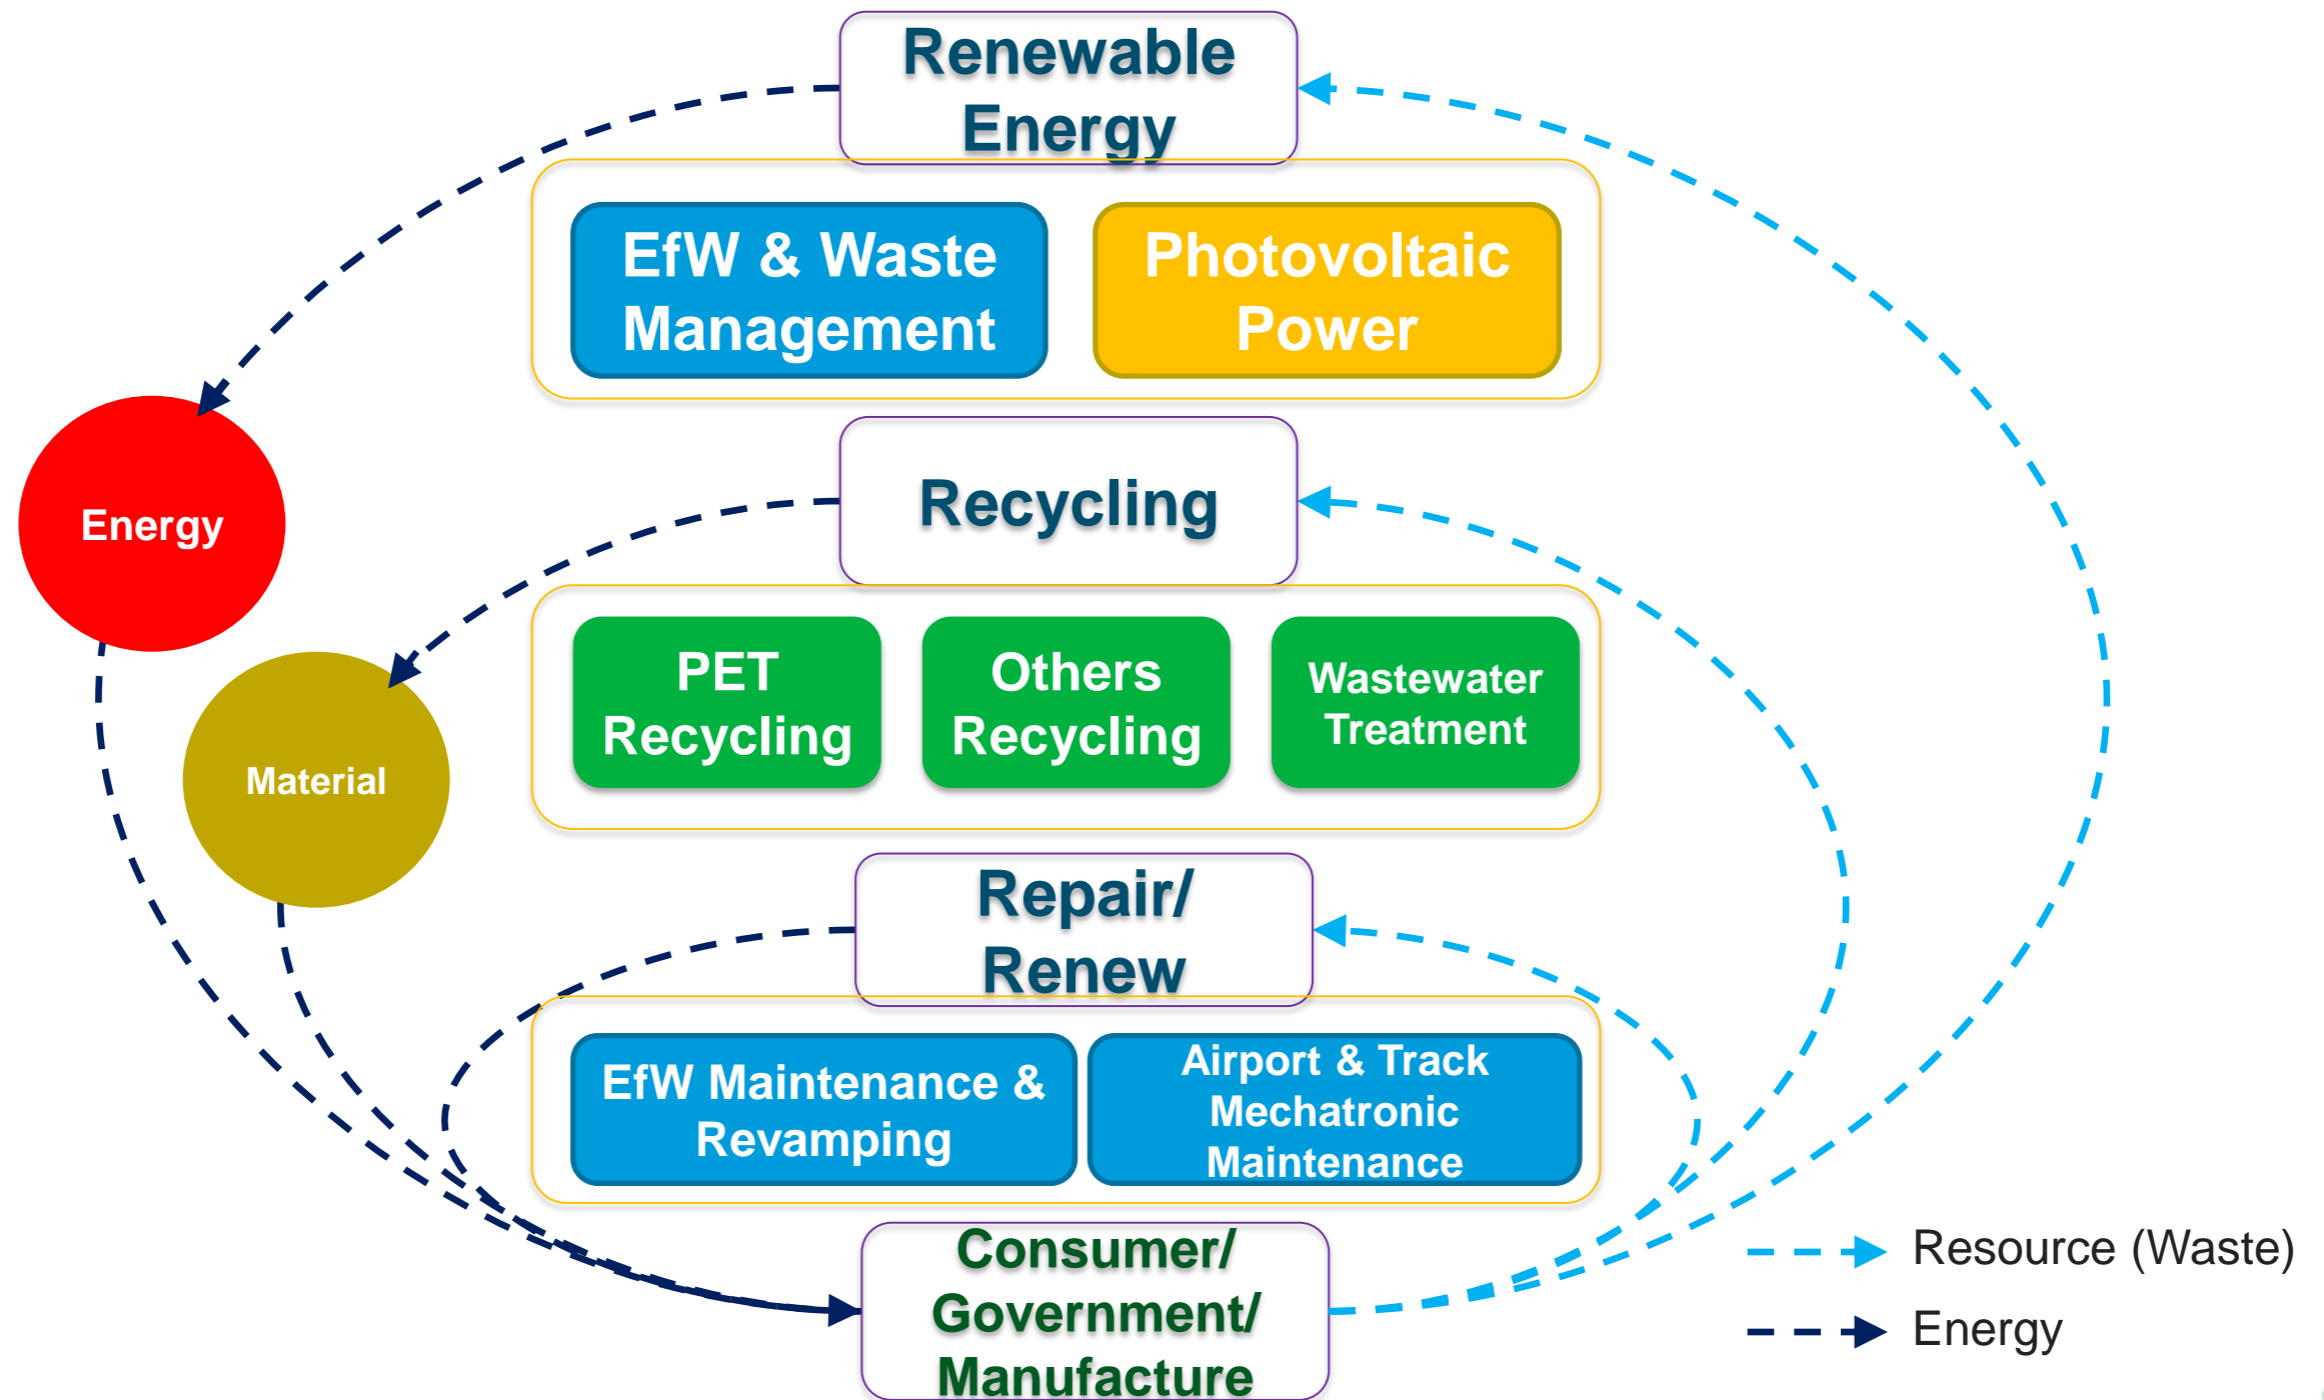 Renewable
Energy
EfW & Waste
Management
Photovoltaic
Power
Energy
Recycling
PET
Recycling
Others
Recycling
Wastewater
Treatment
Material
Repair/
Renew
EfW Maintenance &
Revamping
Airport & Track
Mechatronic
Maintenance
Consumer/
Government/
Manufacture
Resource (Waste)
Energy